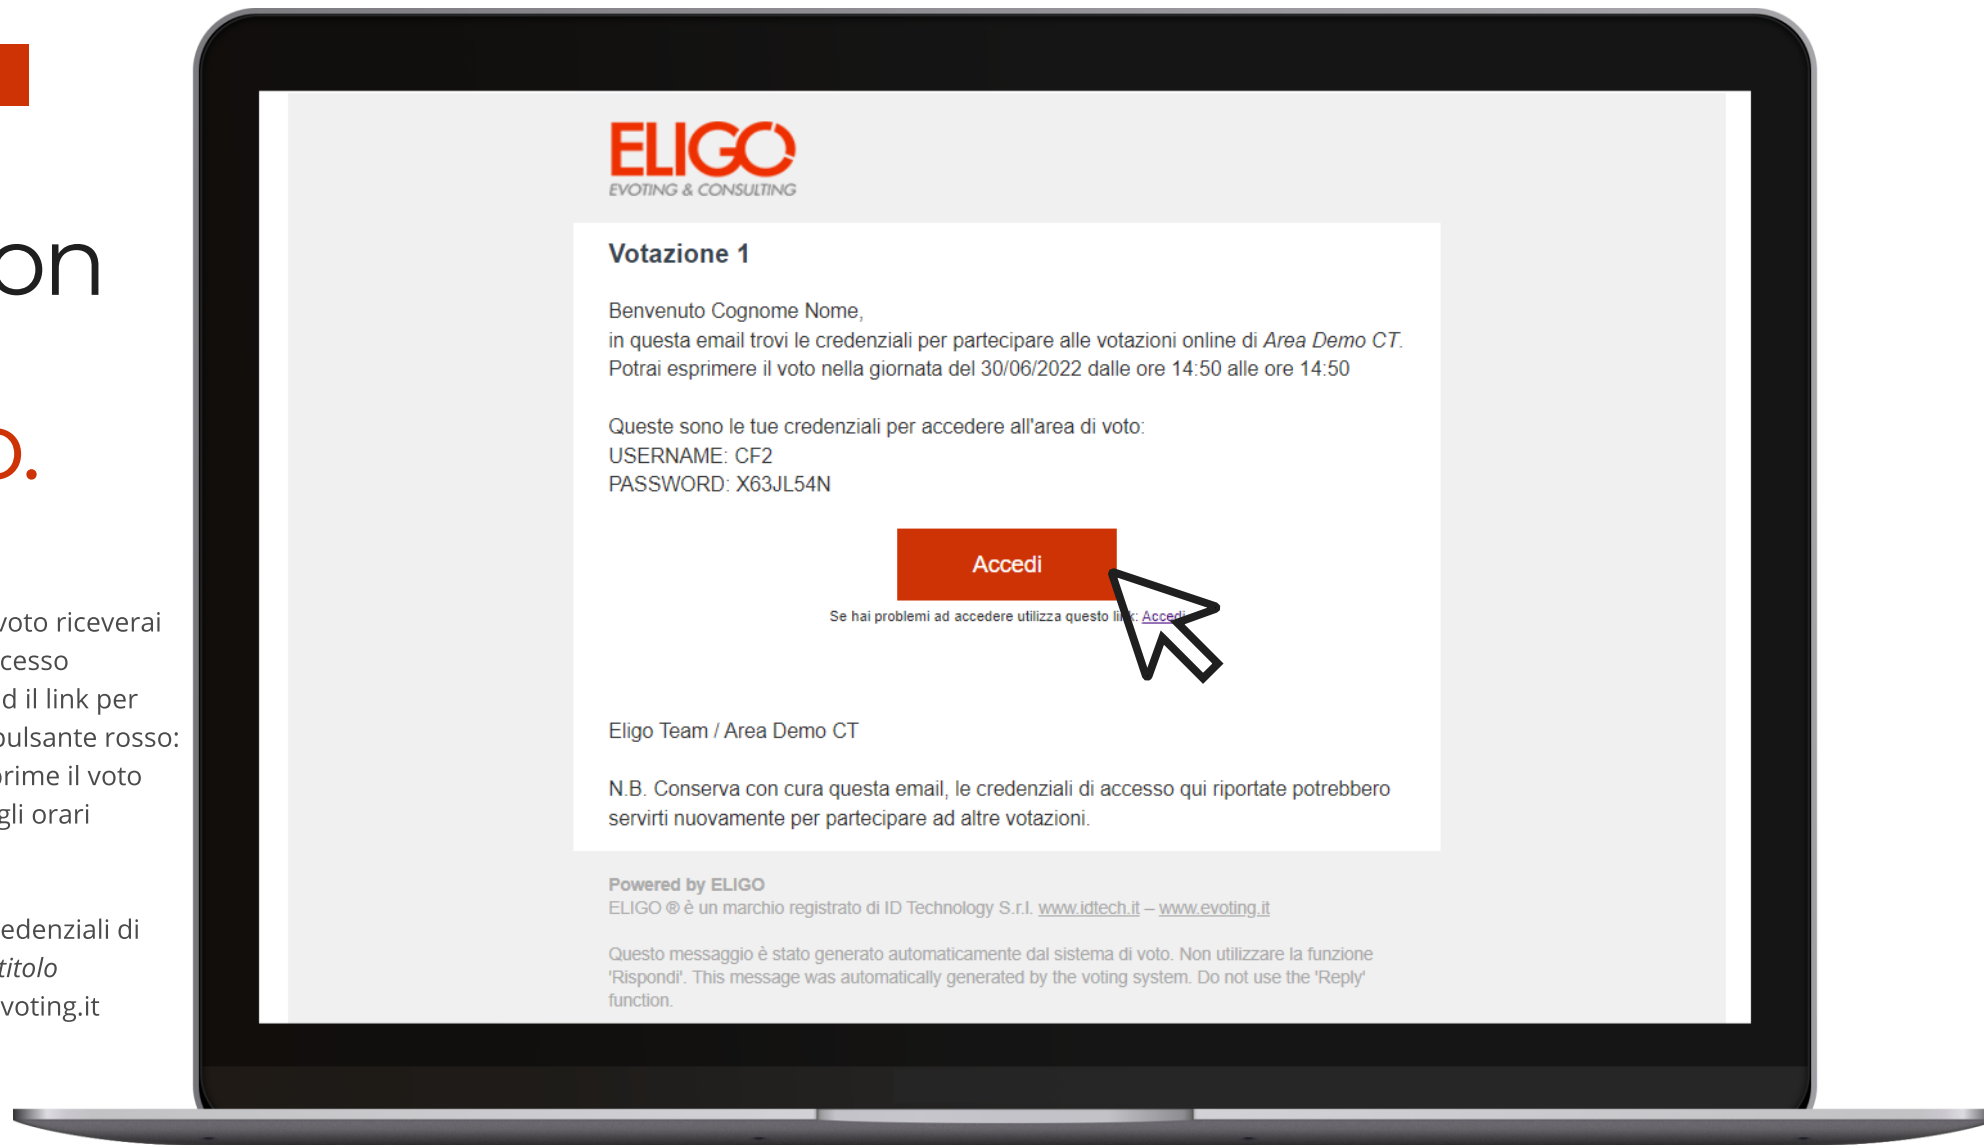 on
o.
voto riceverai
cesso
d il link per
pulsante rosso:
prime il voto
gli orari
edenziali di
titolo
voting.it
ELIGO
EVOTING & CONSULTING
Votazione 1
Benvenuto Cognome Nome,
in questa email trovi le credenziali per partecipare alle votazioni online di Area Demo CT.
Potrai esprimere il voto nella giornata del 30/06/2022 dalle ore 14:50 alle ore 14:50
Queste sono le tue credenziali per accedere all'area di voto:
USERNAME: CF2
PASSWORD: X63JL54N
Accedi
Se hai problemi ad accedere utilizza questo link: Accedi
Eligo Team / Area Demo CT
N.B. Conserva con cura questa email, le credenziali di accesso qui riportate potrebbero
servirti nuovamente per partecipare ad altre votazioni.
Powered by ELIGO
ELIGO ® è un marchio registrato di ID Technology S.r.l. www.idtech.it – www.evoting.it
Questo messaggio è stato generato automaticamente dal sistema di voto. Non utilizzare la funzione
'Rispondi'. This message was automatically generated by the voting system. Do not use the 'Reply'
function.